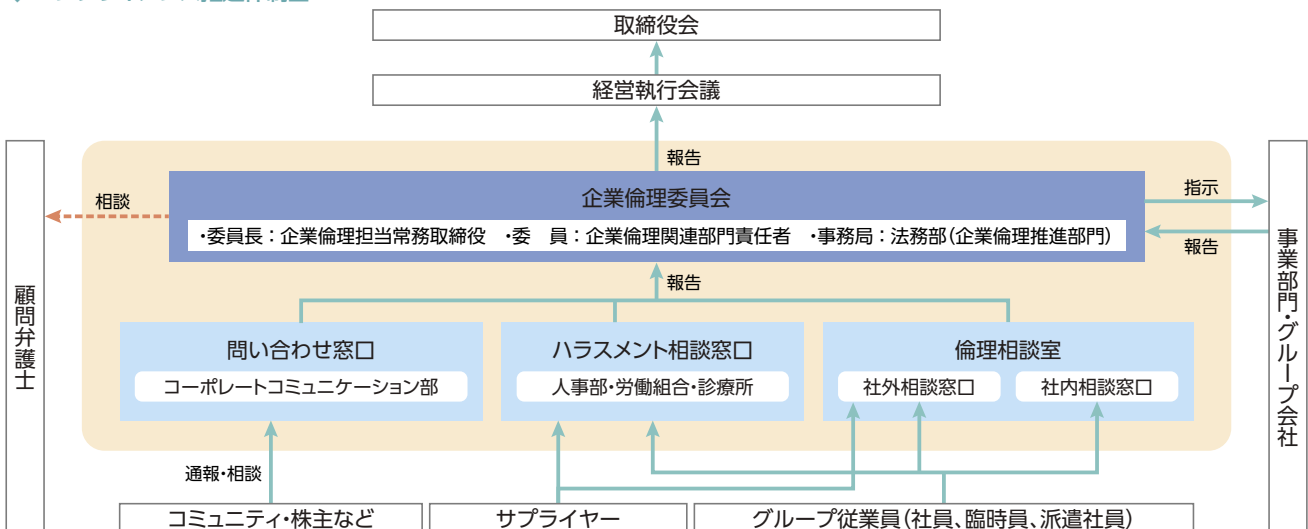 取締役会
経営執行会議
報告
相談
企業倫理委員会
指示
・委員長：企業倫理担当常務取締役　・委　員：企業倫理関連部門責任者　・事務局：法務部（企業倫理推進部門）
報告
報告
顧問弁護士
事業部門・グループ会社
問い合わせ窓口
コーポレートコミュニケーション部
ハラスメント相談窓口
人事部・労働組合・診療所
倫理相談室
社外相談窓口
社内相談窓口
通報・相談
コミュニティ・株主など
サプライヤー
グループ従業員（社員、臨時員、派遣社員）